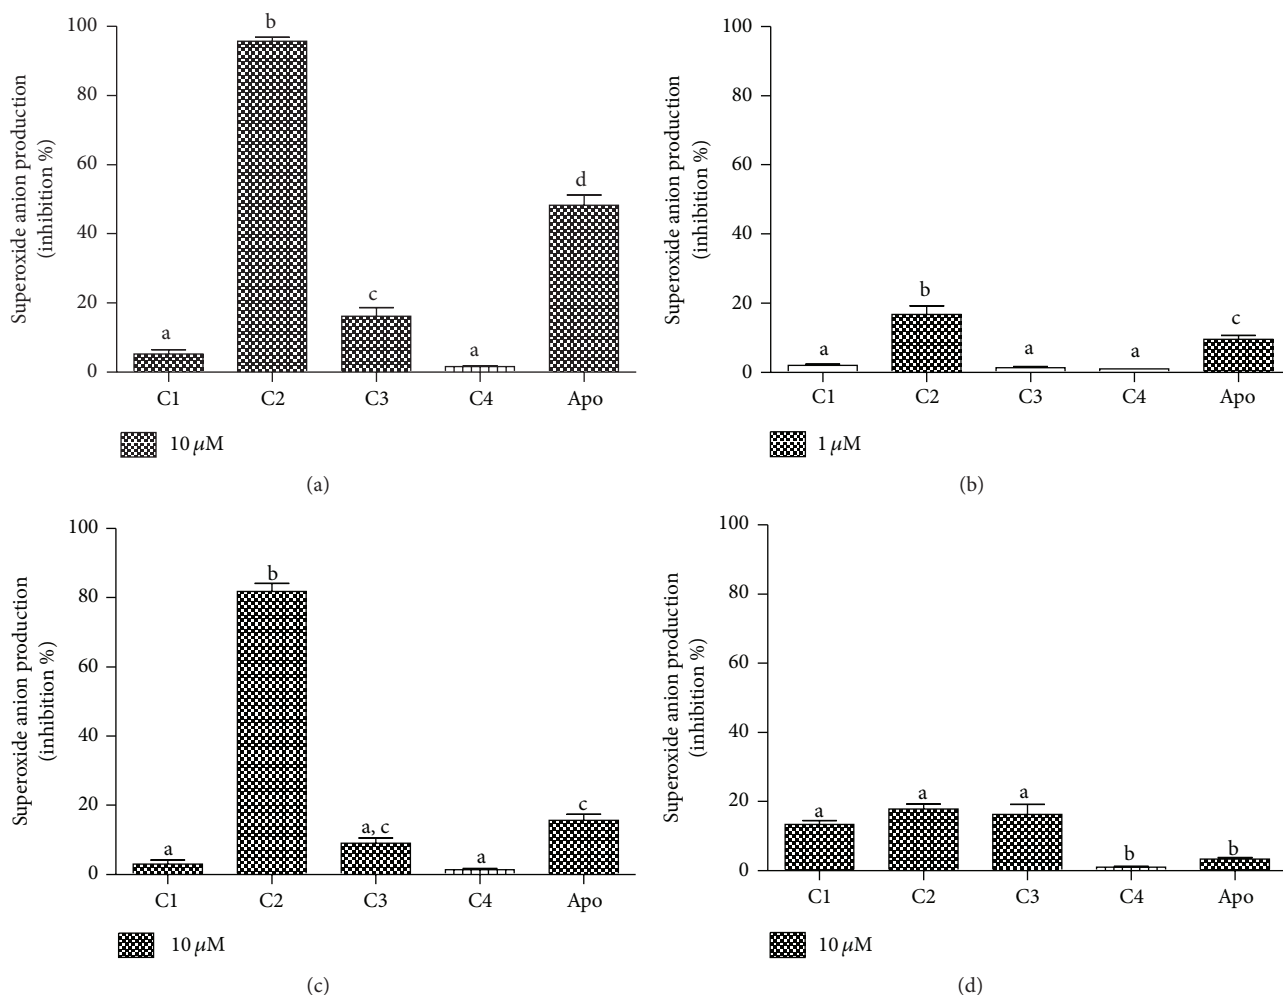 Superoxide anion production
(inhibition %)
100
80
60
40
20
0
a
b
c
a
d
C1 C2 C3 C4 Apo
10 μM
(a)
Superoxide anion production
(inhibition %)
100
80
60
40
20
0
a
b
a
a
c
C1 C2 C3 C4 Apo
1 μM
(b)
Superoxide anion production
(inhibition %)
100
80
60
40
20
0
a
b
a, c
a
c
C1 C2 C3 C4 Apo
10 μM
(c)
Superoxide anion production
(inhibition %)
100
80
60
40
20
0
a
a
a
b
b
C1 C2 C3 C4 Apo
10 μM
(d)